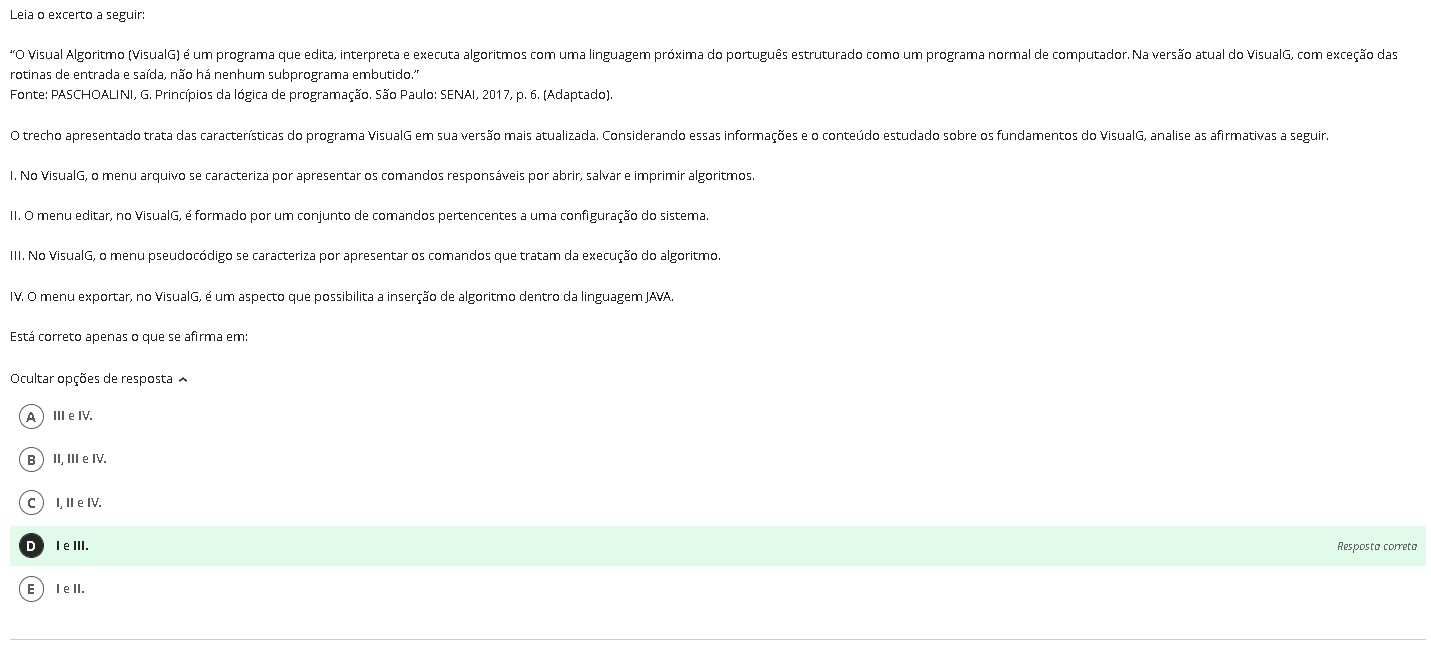 Leia o excerto a seguir:
“O Visual Algoritmo (VisualG) é um programa que edita, interpreta e executa algoritmos com uma linguagem próxima do português estruturado como um programa normal de computador. Na versão atual do VisualG, com exceção das
rotinas de entrada e saída, não há nenhum subprograma embutido.”
Fonte: PASCHOALINI, G. Princípios da lógica de programação. São Paulo: SENAI, 2017, p. 6. (Adaptado).
O trecho apresentado trata das características do programa VisualG em sua versão mais atualizada. Considerando essas informações e o conteúdo estudado sobre os fundamentos do VisualG, analise as afirmativas a seguir.
I. No VisualG, o menu arquivo se caracteriza por apresentar os comandos responsáveis por abrir, salvar e imprimir algoritmos.
II. O menu editar, no VisualG, é formado por um conjunto de comandos pertencentes a uma configuração do sistema.
III. No VisualG, o menu pseudocódigo se caracteriza por apresentar os comandos que tratam da execução do algoritmo.
IV. O menu exportar, no VisualG, é um aspecto que possibilita a inserção de algoritmo dentro da linguagem JAVA.
Está correto apenas o que se afirma em:
Ocultar opções de resposta
A III e IV.
B II, III e IV.
C I, II e IV.
D I e III. Resposta correta
E I e II.